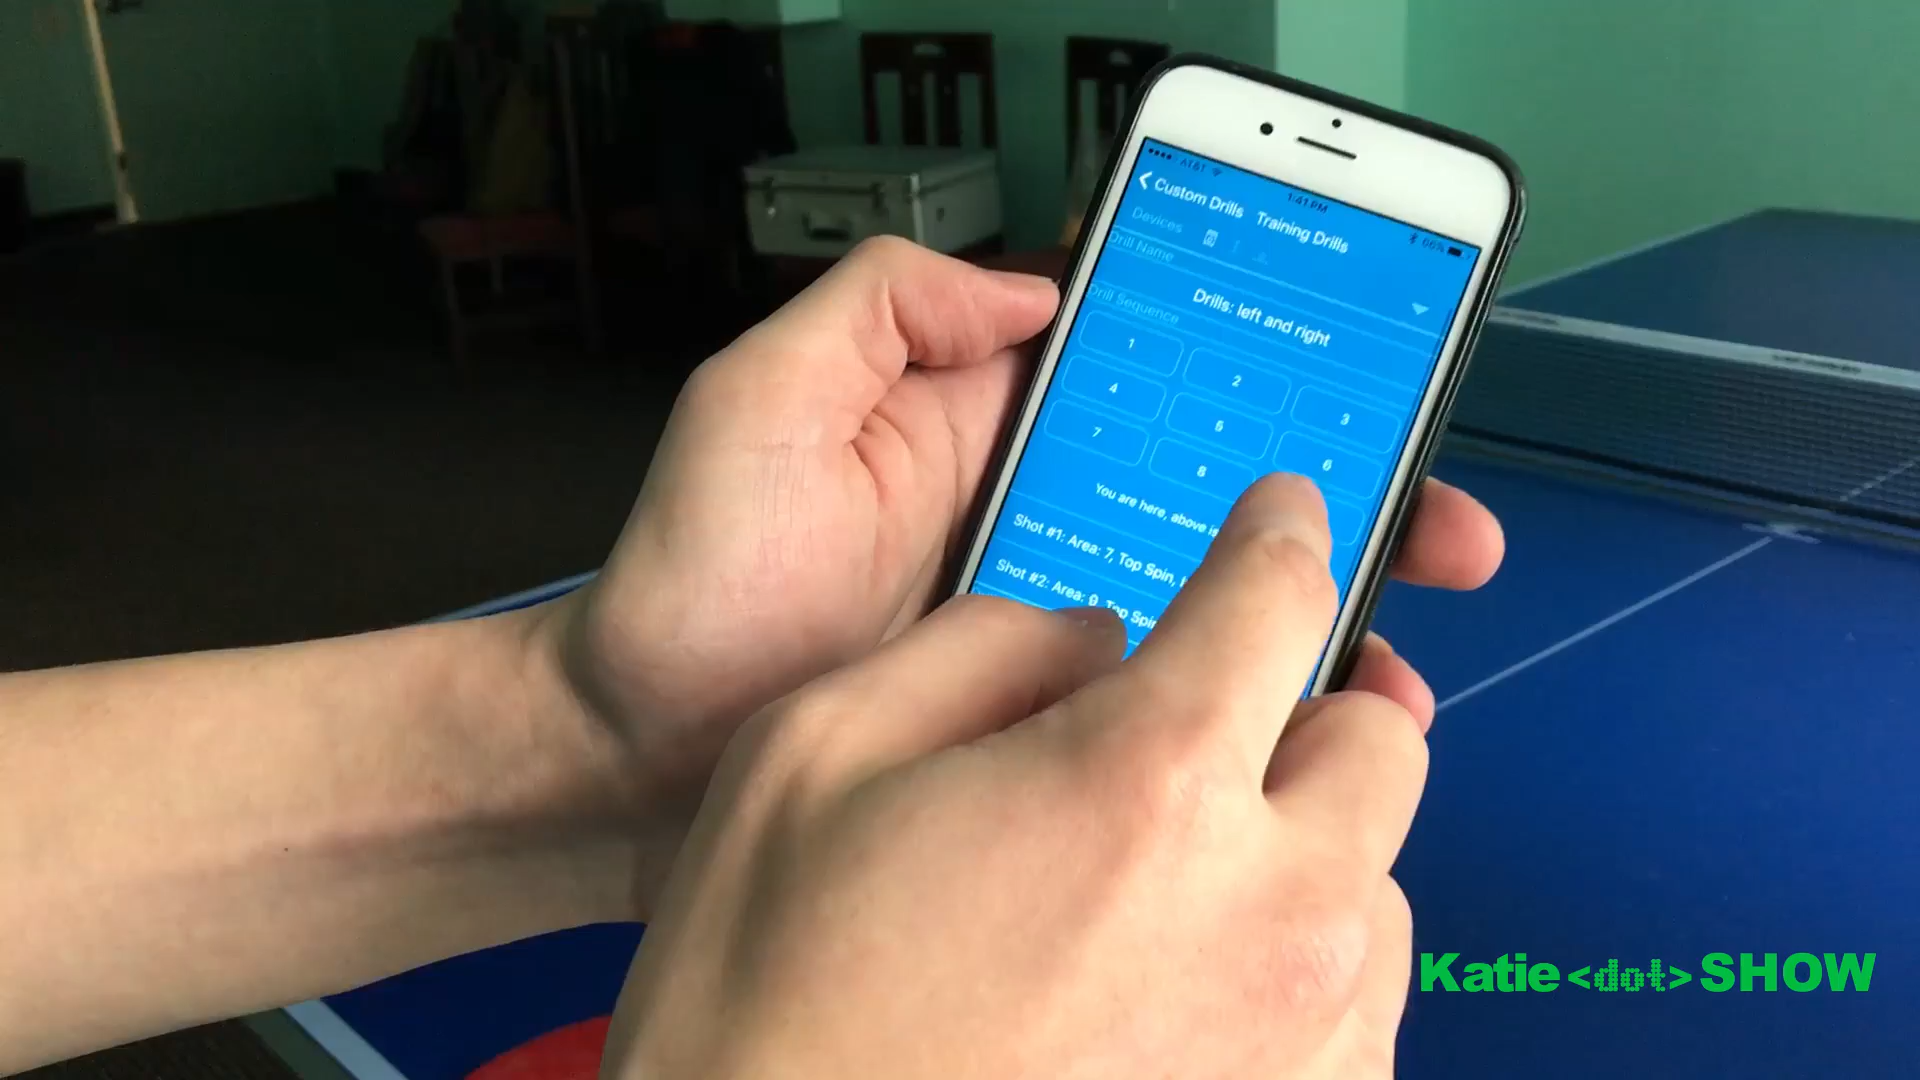 AT&T
1:41 PM
66%
Custom Drills
Training Drills
Devices
Drill Name
Drills: left and right
Drill Sequence
1
2
3
4
5
6
7
8
You are here, above is
Shot #1: Area: 7, Top Spin,
Shot #2: Area: 9, Top Spin
Katie <dot> SHOW